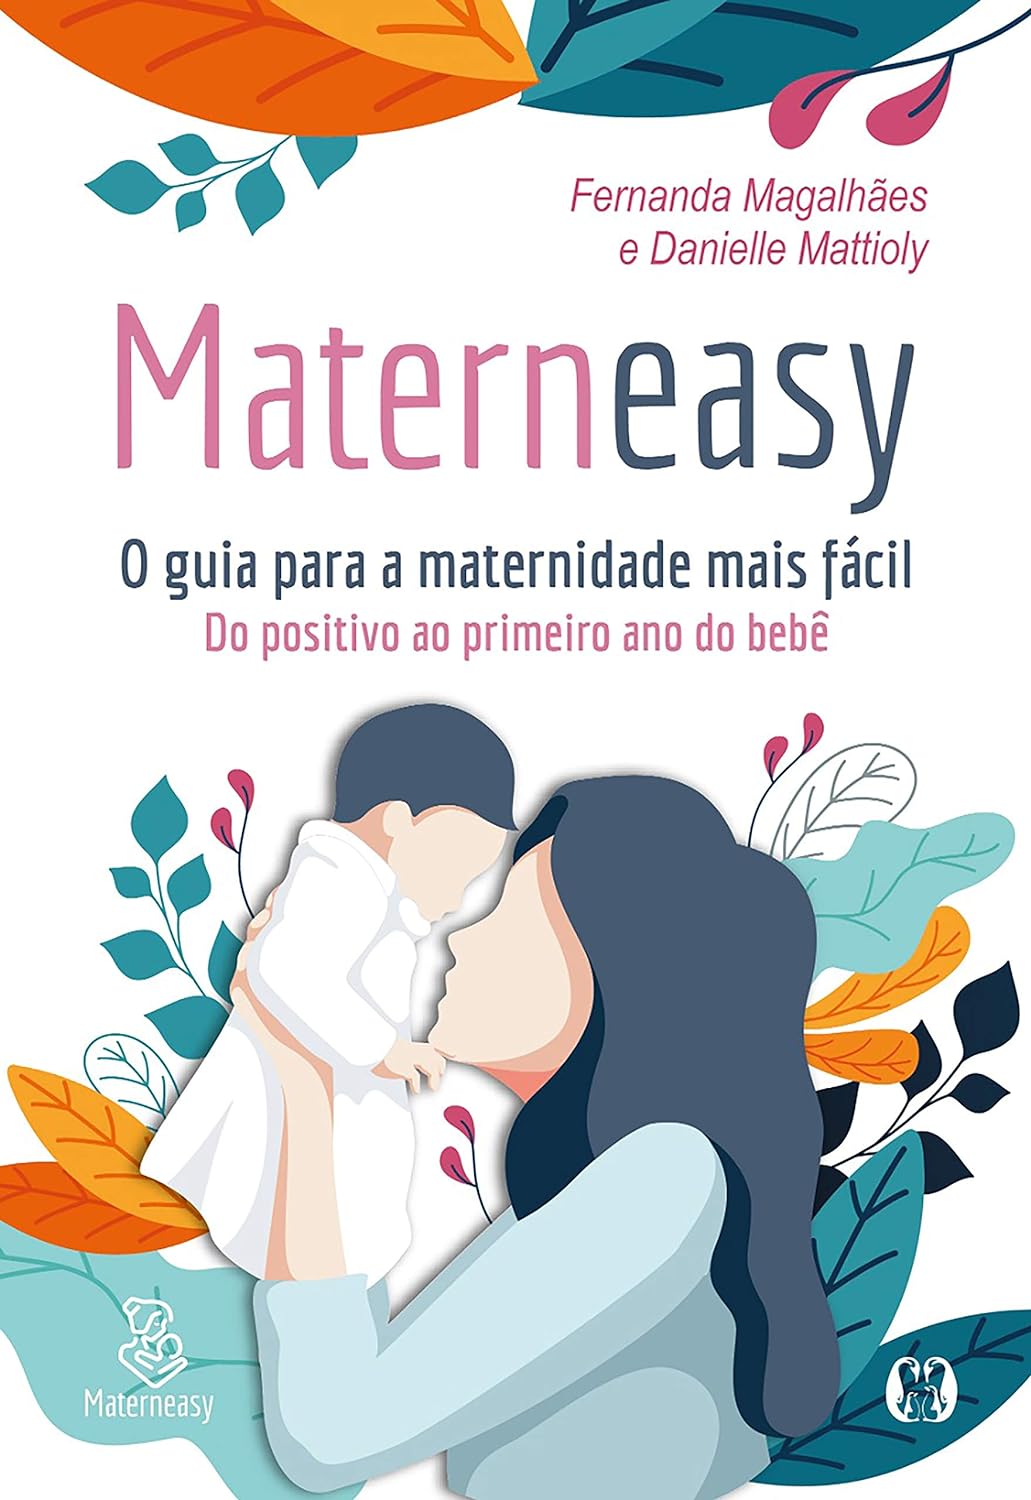 Fernanda Magalhães
e Danielle Mattioly
Materneasy
O guia para a maternidade mais fácil
Do positivo ao primeiro ano do bebê
Materneasy